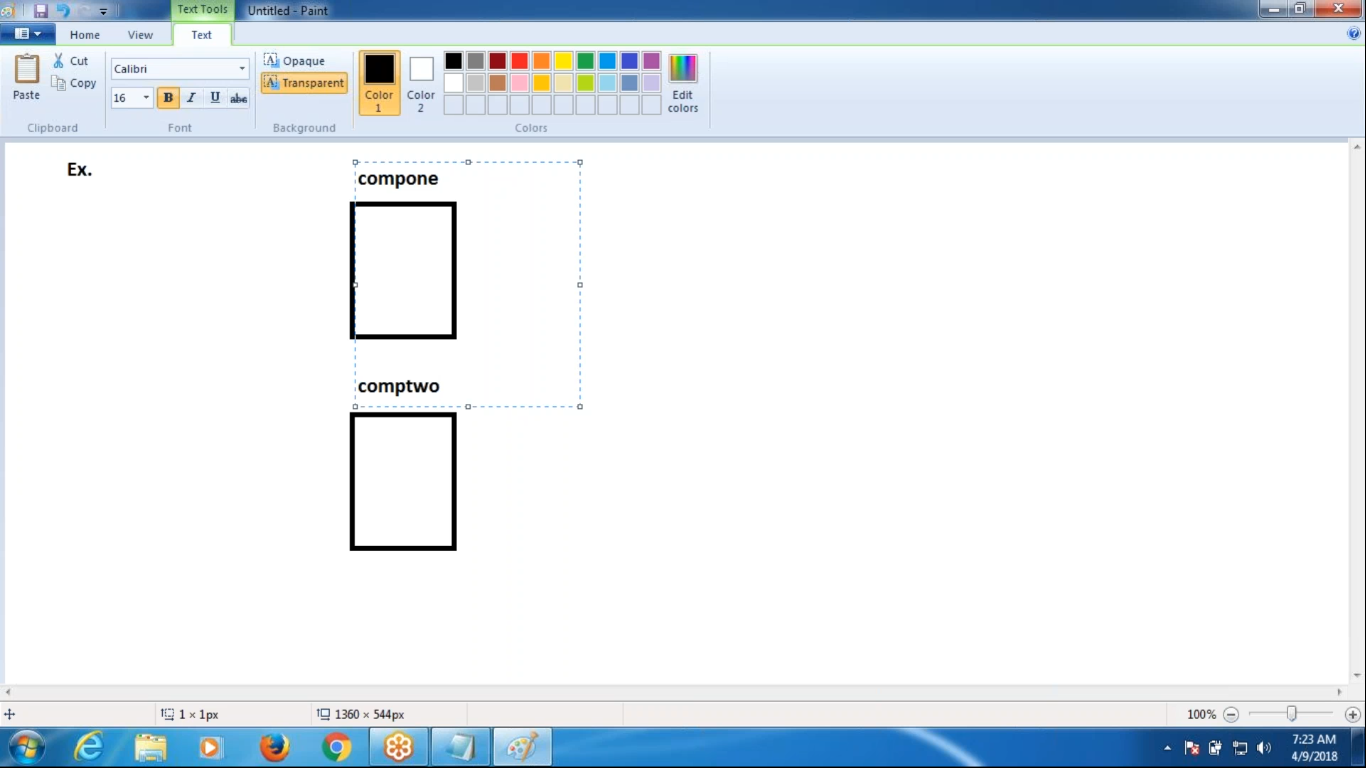 Text Tools
Untitled - Paint
Home View Text
Paste
Cut
Copy
Clipboard
Calibri
16 B I U abc
Font
Opaque
Transparent
Background
Color 1
Color 2
Edit colors
Colors
Ex.
compone
comptwo
1 × 1px
1360 × 544px
100%
7:23 AM
4/9/2018